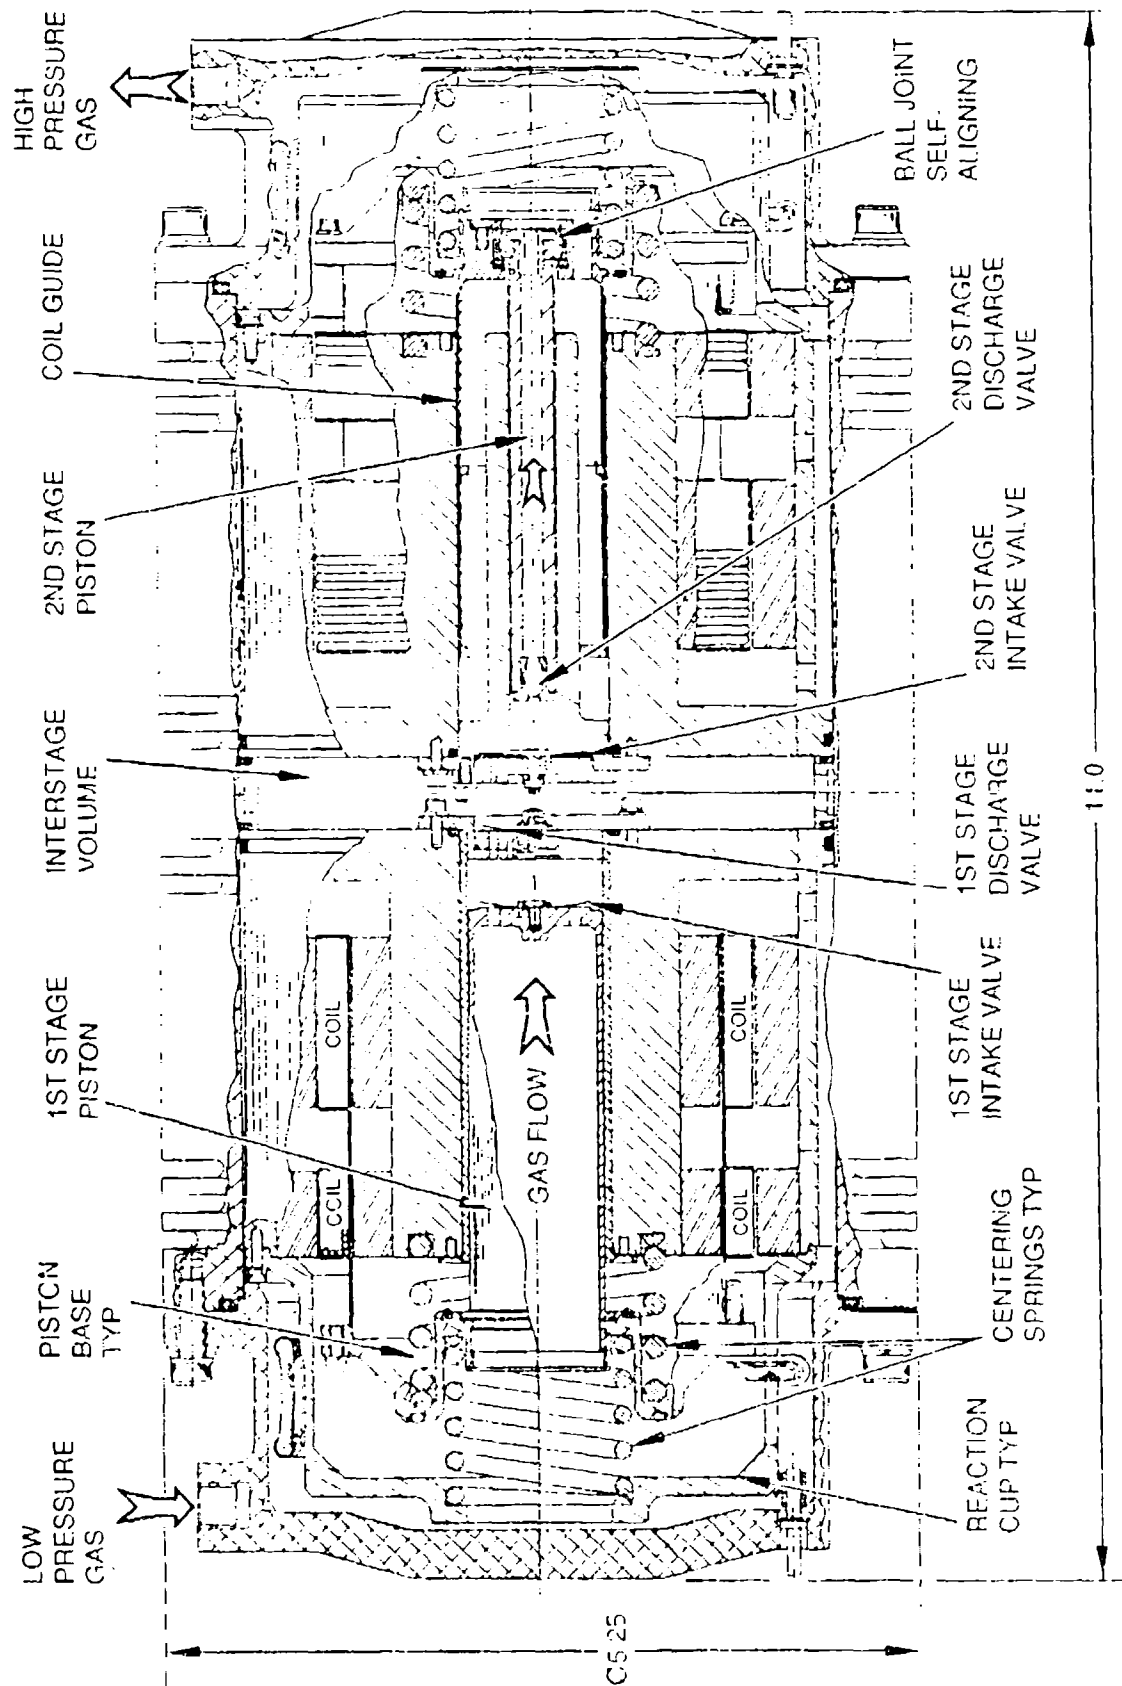 LOW
PRESSURE
GAS
PISTON
BASE
TYP
1ST STAGE
PISTON
INTERSTAGE
VOLUME
2ND STAGE
PISTON
COIL GUIDE
HIGH
PRESSURE
GAS
COIL
COIL
GAS FLOW
COIL
COIL
REACTION
CUP TYP
CENTERING
SPRINGS TYP
1ST STAGE
INTAKE VALVE
1ST STAGE
DISCHARGE
VALVE
2ND STAGE
INTAKE VALVE
2ND STAGE
DISCHARGE
VALVE
BALL JOINT
SELF-
ALIGNING
11.0